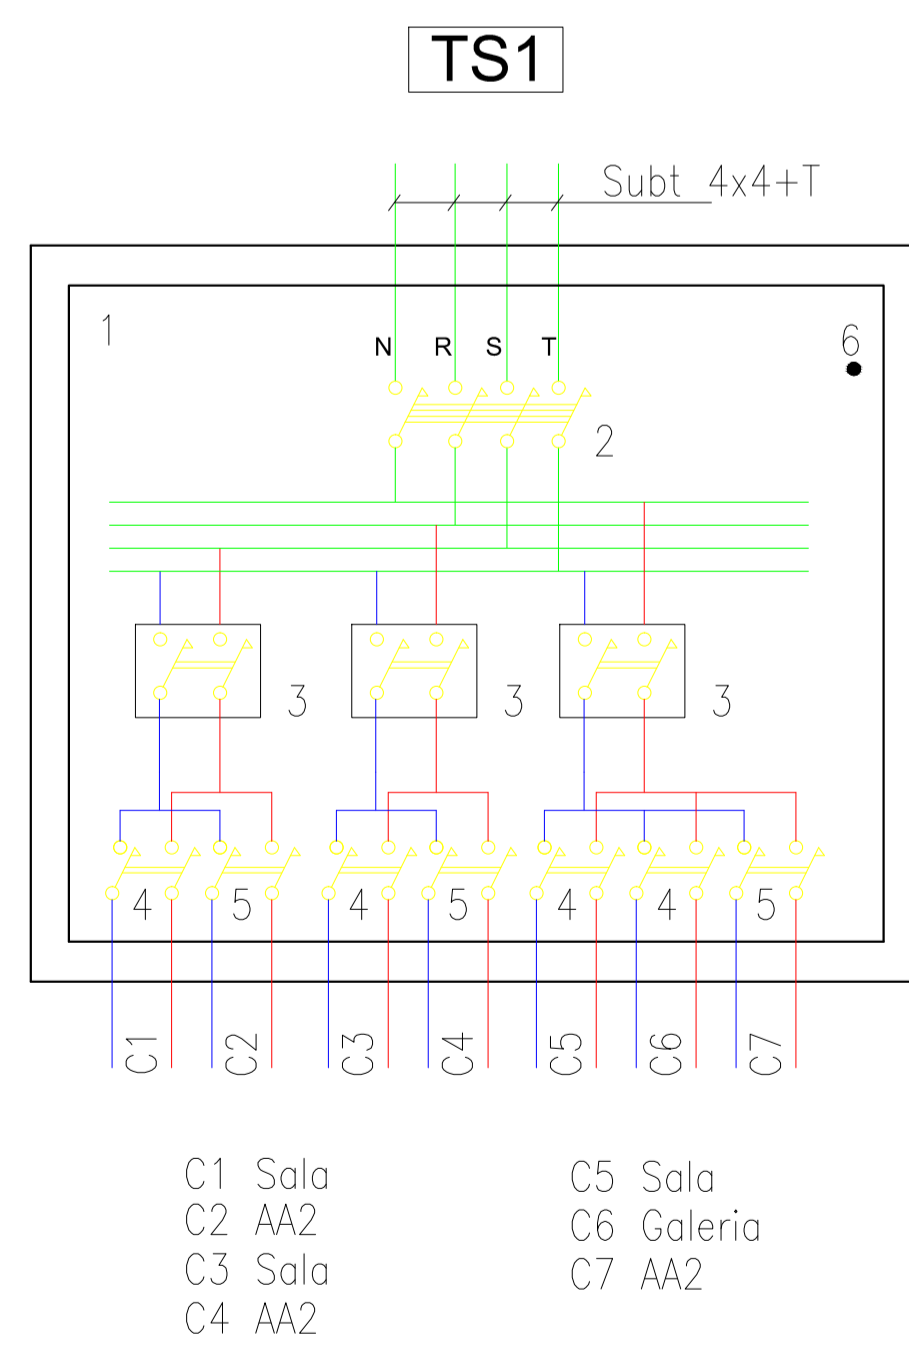 TS1
Subt 4x4+T
1
N R S T
6
2
3 3 3
4 5 4 5 4 4 5
C1 C2 C3 C4 C5 C6 C7
C1 Sala
C2 AA2
C3 Sala
C4 AA2
C5 Sala
C6 Galeria
C7 AA2